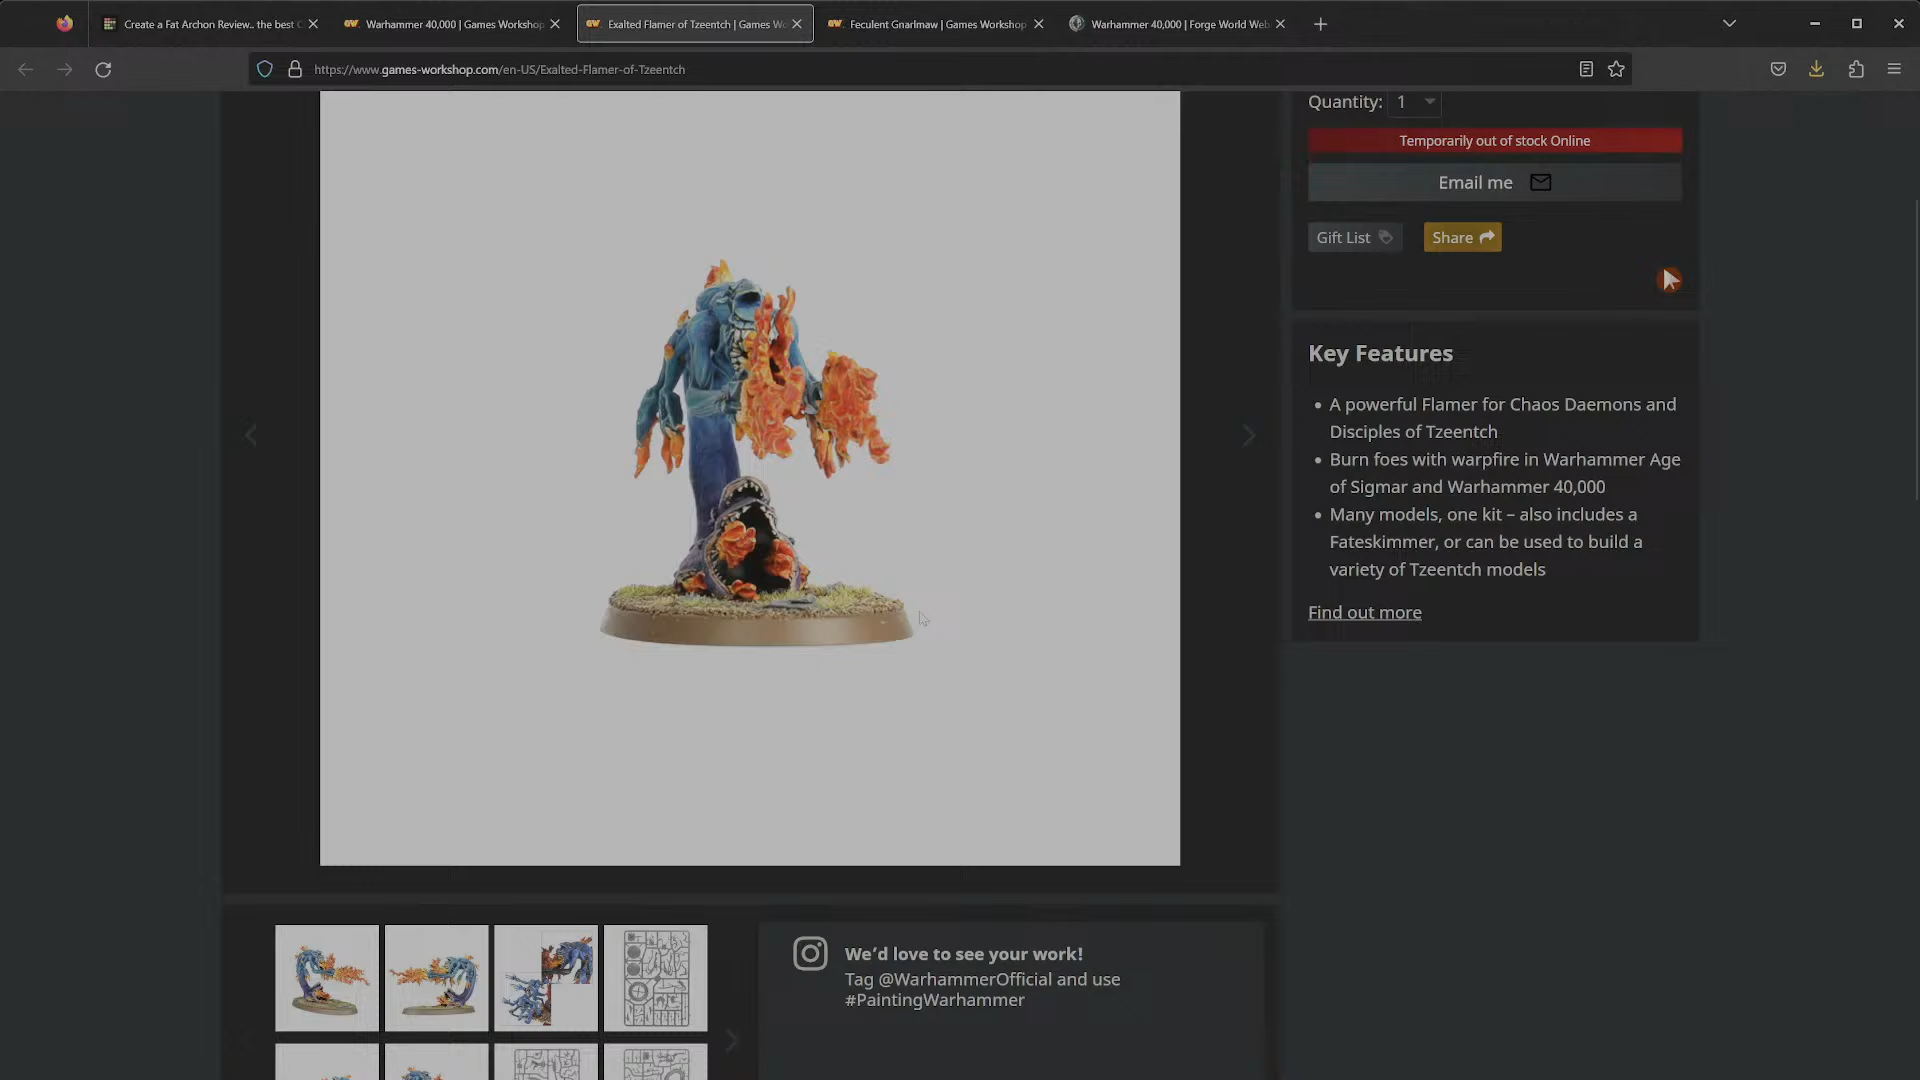 Create a Fat Archon Review.. the best C
Warhammer 40,000 | Games Workshop
Exalted Flamer of Tzeentch | Games Wo
Feculent Gnarlmaw | Games Workshop
Warhammer 40,000 | Forge World Web
https://www.games-workshop.com/en-US/Exalted-Flamer-of-Tzeentch
Quantity: 1
Temporarily out of stock Online
Email me
Gift List
Share
Key Features
• A powerful Flamer for Chaos Daemons and
Disciples of Tzeentch
• Burn foes with warpfire in Warhammer Age
of Sigmar and Warhammer 40,000
• Many models, one kit – also includes a
Fateskimmer, or can be used to build a
variety of Tzeentch models
Find out more
We’d love to see your work!
Tag @WarhammerOfficial and use
#PaintingWarhammer